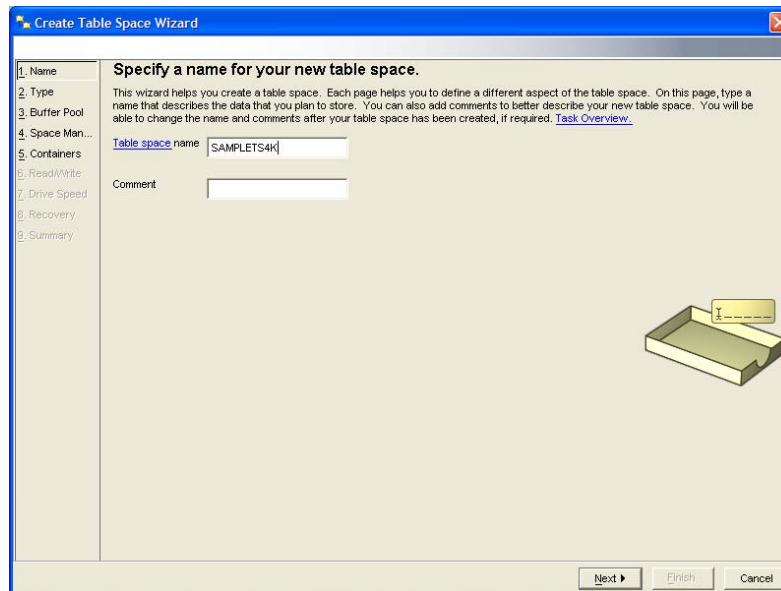 Create Table Space Wizard
1. Name
2. Type
3. Buffer Pool
4. Space Man...
5. Containers
6. Read/Write
7. Drive Speed
8. Recovery
9. Summary
Specify a name for your new table space.
This wizard helps you create a table space. Each page helps you to define a different aspect of the table space. On this page, type a
name that describes the data that you plan to store. You can also add comments to better describe your new table space. You will be
able to change the name and comments after your table space has been created, if required. Task Overview.
Table space name SAMPLETS4K
Comment
Next Finish Cancel